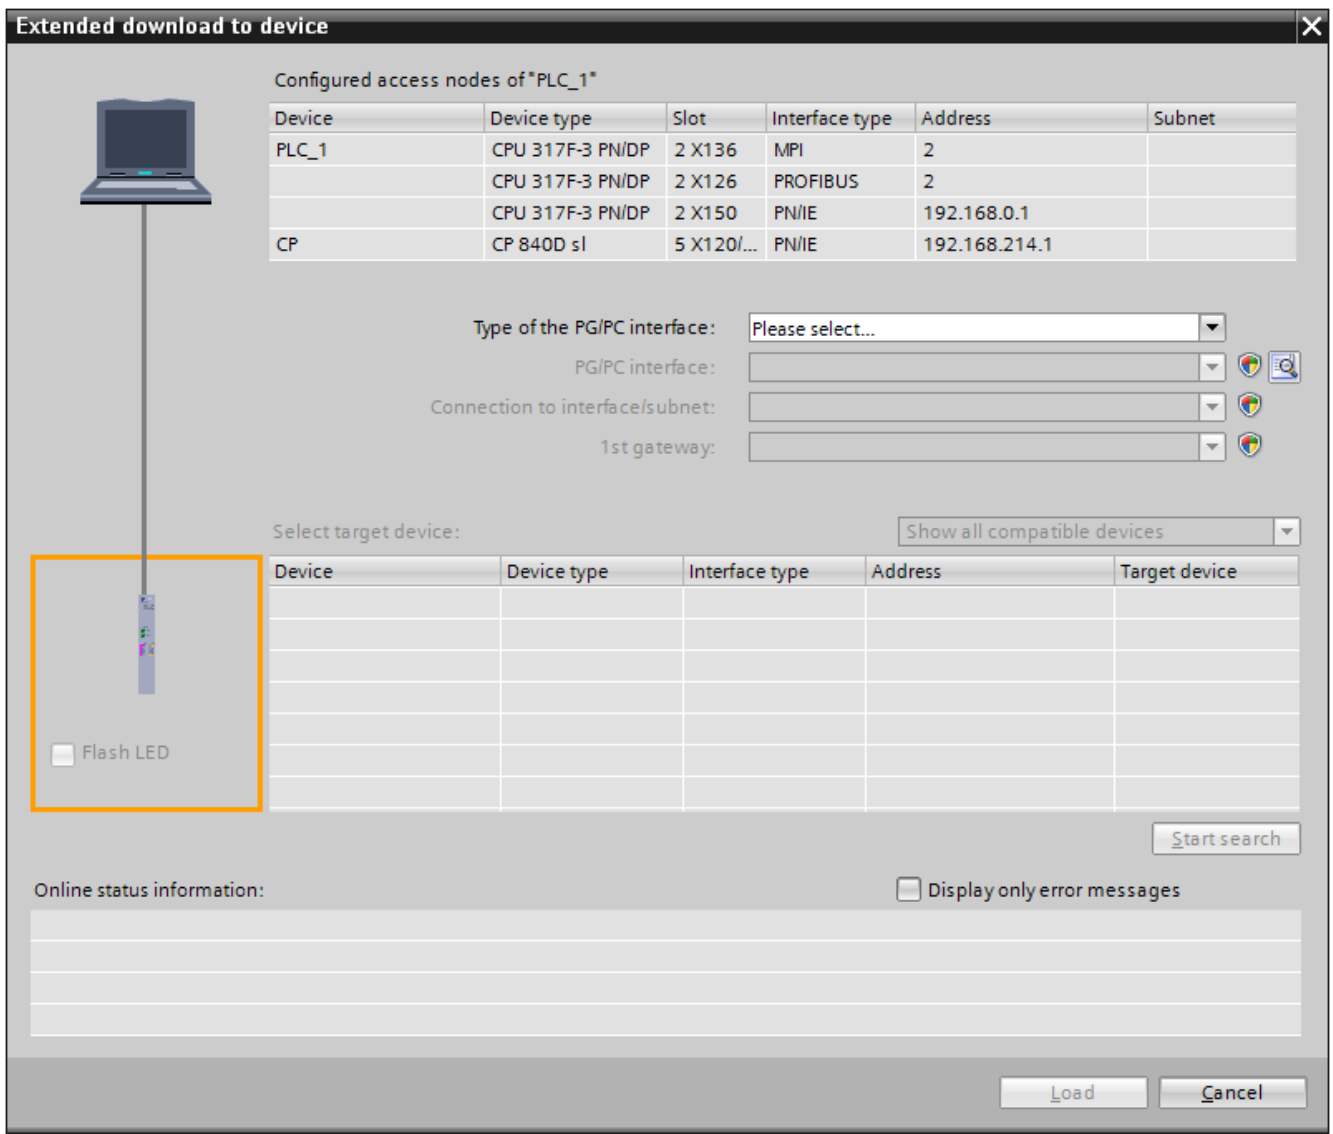 Extended download to device
Configured access nodes of "PLC_1"
Device Device type Slot Interface type Address Subnet
PLC_1 CPU 317F-3 PN/DP 2 X136 MPI 2
CPU 317F-3 PN/DP 2 X126 PROFIBUS 2
CPU 317F-3 PN/DP 2 X150 PN/IE 192.168.0.1
CP CP 840D sl 5 X120/... PN/IE 192.168.214.1
Type of the PG/PC interface: Please select...
PG/PC interface:
Connection to interface/subnet:
1st gateway:
Select target device: Show all compatible devices
Device Device type Interface type Address Target device
Flash LED
Start search
Online status information: Display only error messages
Load Cancel